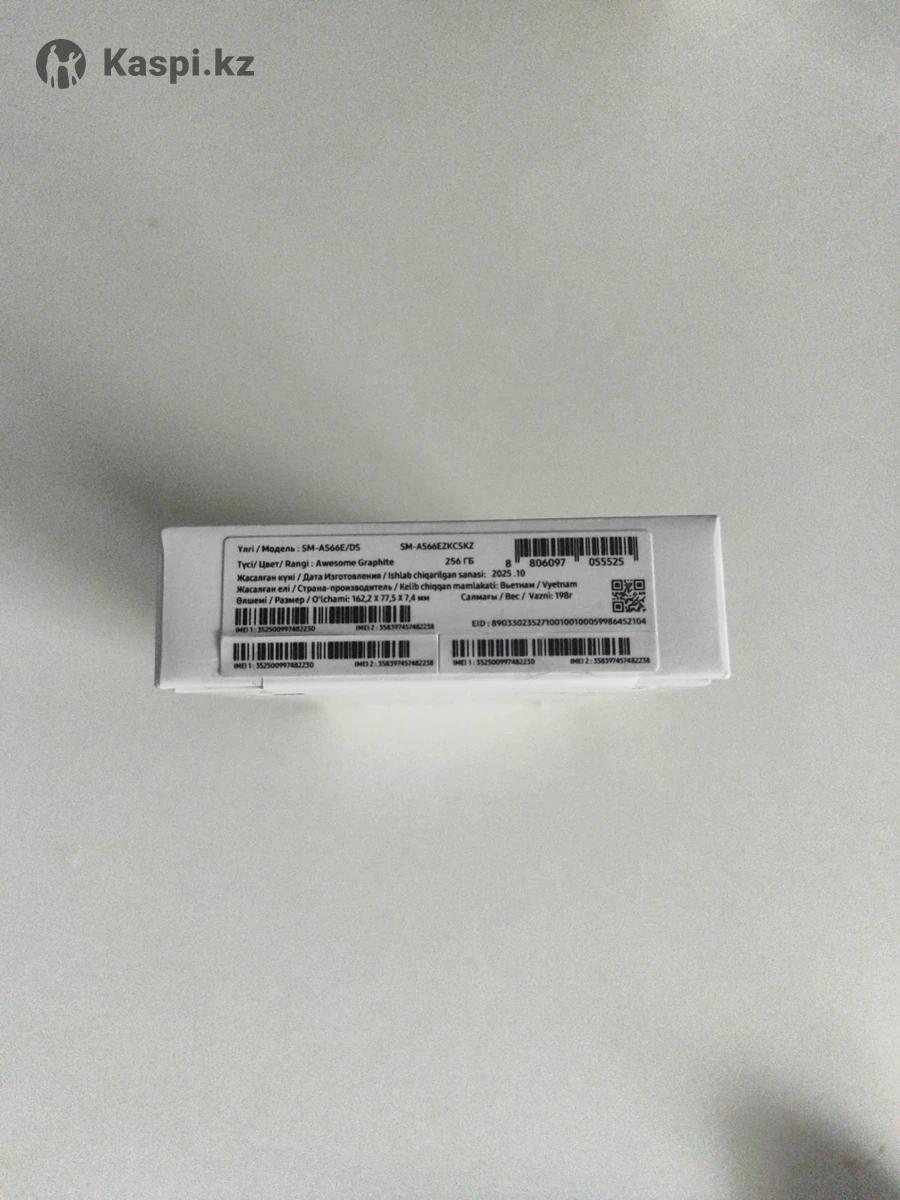 Kaspi.kz
Үлгі / Модель : SM-A566E/DS SM-A566EZKCSKZ
Түсі/ Цвет/ Rangi : Awesome Graphite 256 ГБ
8 806097 055525
Жасалған күні / Дата Изготовления / Ishlab chiqarilgan sanasi: 2025 .10
Жасалған елі / Страна-производитель / Kelib chiqqan mamlakati: Вьетнам / Vyetnam
Өлшемі / Размер / O'lchami: 162,2 X 77,5 X 7,4 мм Салмағы / Вес / Vazni: 198г
IMEI 1 : 352500997482230 IMEI 2 : 358397457482238
EID : 89033023527100100100059986452104
IMEI 1 : 352500997482230 IMEI 2 : 358397457482238
IMEI 1 : 352500997482230 IMEI 2 : 358397457482238